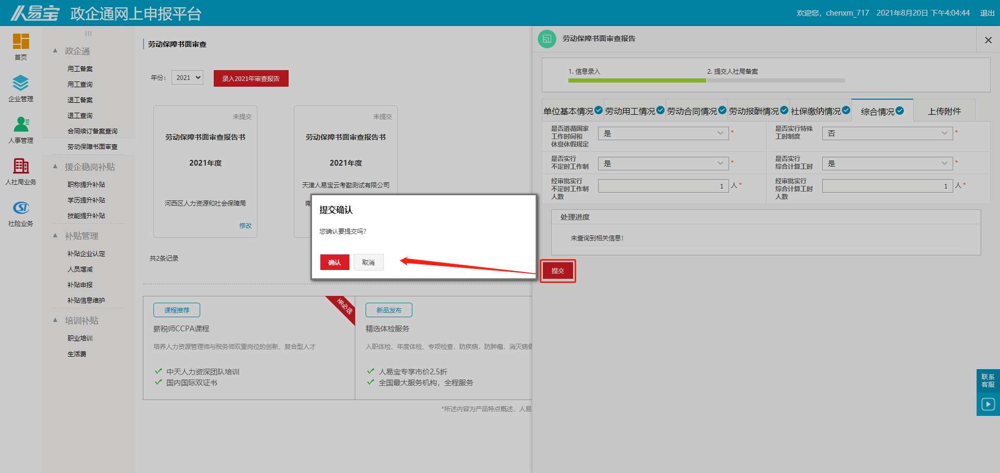 人易宝 政企通网上申报平台
欢迎您，chenxm_717 2021年8月20日 下午4:04:44 退出
首页
企业管理
人事管理
人社局业务
社险业务
政企通
用工备案
用工查询
退工备案
退工查询
合同续订备案查询
劳动保障书面审查
援企稳岗补贴
职称提升补贴
学历提升补贴
技能提升补贴
补贴管理
补贴企业认定
人员增减
补贴申报
补贴信息维护
培训补贴
职业培训
生活费
劳动保障书面审查
年份： 2021 录入2021年审查报告
未提交
劳动保障书面审查报告书
2021年度
河西区人力资源和社会保障局
修改
未提交
劳动保障书面审查报告书
2021年度
天津人易宝云考勤测试有限公司
南
共2条记录
提交确认
您确认要提交吗?
确认 取消
课程推荐
HR必选
薪税师CCPA课程
培养人力资源管理师与税务师双重岗位的创新、复合型人才
中天人力资深团队培训
国内国际双证书
新品发布
精选体检服务
入职体检、年度体检、专项检查，防疾病，防肿瘤，消灭病假
人易宝专享市价2.5折
全国最大服务机构，全程服务
*所述内容为产品特点概述，人易
劳动保障书面审查报告
1. 信息录入 2. 提交人社局备案
单位基本情况 劳动用工情况 劳动合同情况 劳动报酬情况 社保缴纳情况 综合情况 上传附件
是否遵循国家
工作时间和
休息休假规定
是 *
是否实行特殊
工时制度
否 *
是否实行
不定时工作制
是 *
是否实行
综合计算工时
是 *
经审批实行
不定时工作制
人数
1 人 *
经审批实行
综合计算工时
人数
1 人 *
处理进度
未查询到相关信息!
提交
联系
客服